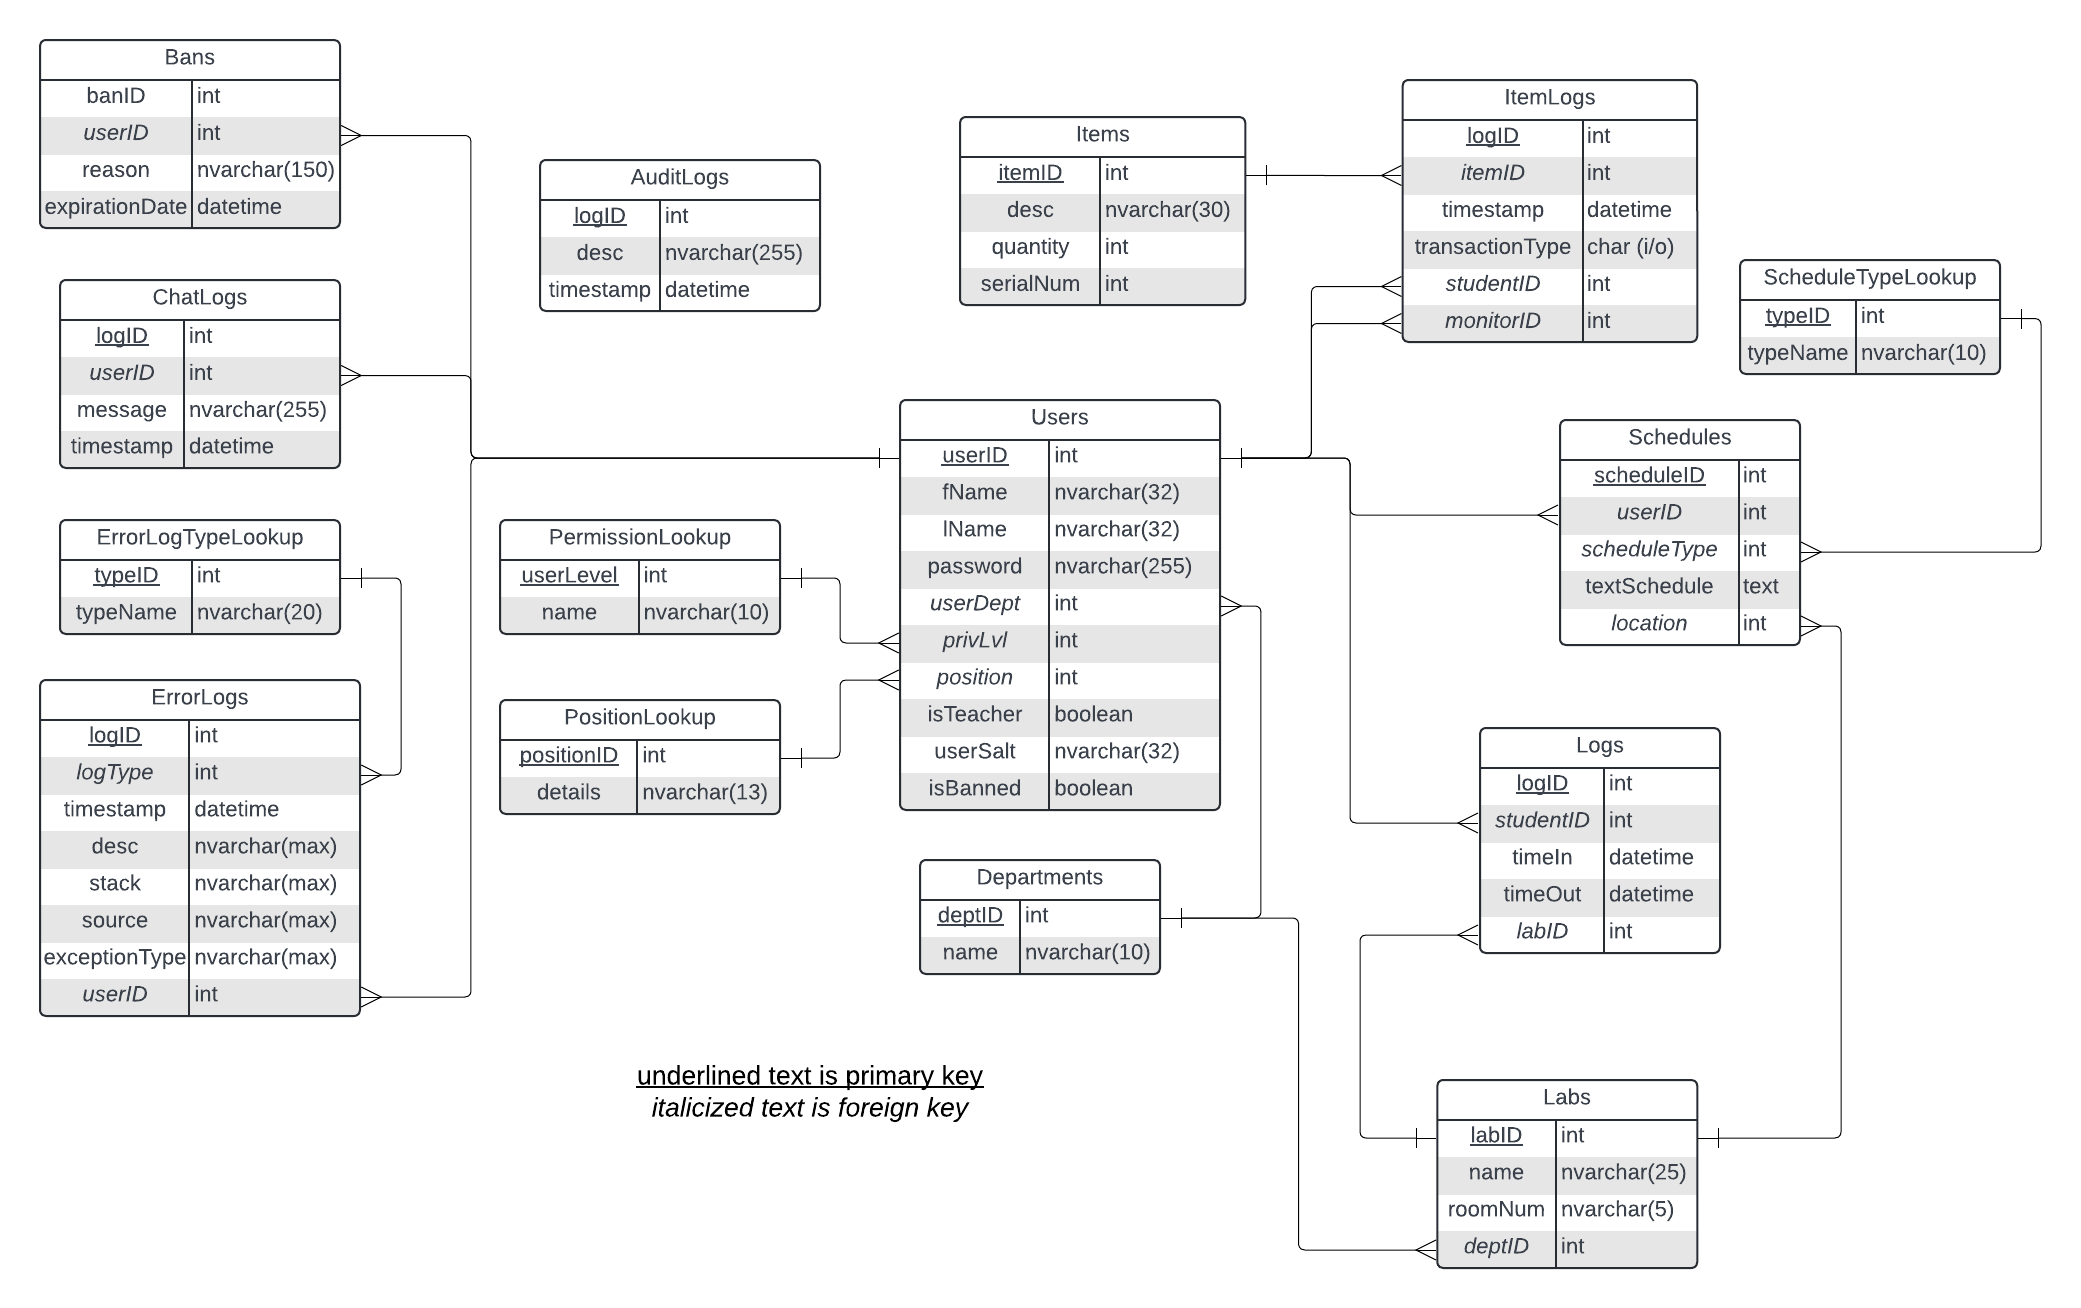 Bans
banID int
userID int
reason nvarchar(150)
expirationDate datetime
ChatLogs
logID int
userID int
message nvarchar(255)
timestamp datetime
ErrorLogTypeLookup
typeID int
typeName nvarchar(20)
ErrorLogs
logID int
logType int
timestamp datetime
desc nvarchar(max)
stack nvarchar(max)
source nvarchar(max)
exceptionType nvarchar(max)
userID int
AuditLogs
logID int
desc nvarchar(255)
timestamp datetime
PermissionLookup
userLevel int
name nvarchar(10)
PositionLookup
positionID int
details nvarchar(13)
Items
itemID int
desc nvarchar(30)
quantity int
serialNum int
Users
userID int
fName nvarchar(32)
lName nvarchar(32)
password nvarchar(255)
userDept int
privLvl int
position int
isTeacher boolean
userSalt nvarchar(32)
isBanned boolean
Departments
deptID int
name nvarchar(10)
ItemLogs
logID int
itemID int
timestamp datetime
transactionType char (i/o)
studentID int
monitorID int
ScheduleTypeLookup
typeID int
typeName nvarchar(10)
Schedules
scheduleID int
userID int
scheduleType int
textSchedule text
location int
Logs
logID int
studentID int
timeIn datetime
timeOut datetime
labID int
Labs
labID int
name nvarchar(25)
roomNum nvarchar(5)
deptID int
underlined text is primary key
italicized text is foreign key